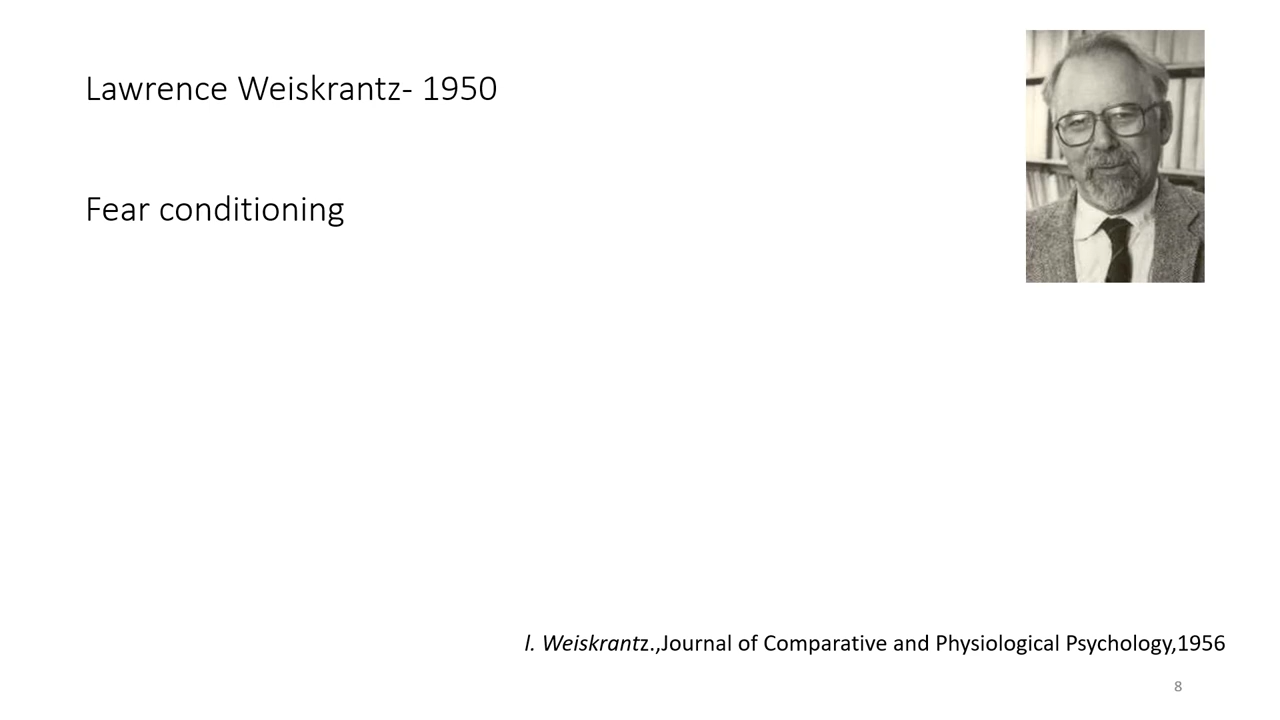 Lawrence Weiskrantz- 1950
Fear conditioning
l. Weiskrantz.,Journal of Comparative and Physiological Psychology,1956
8